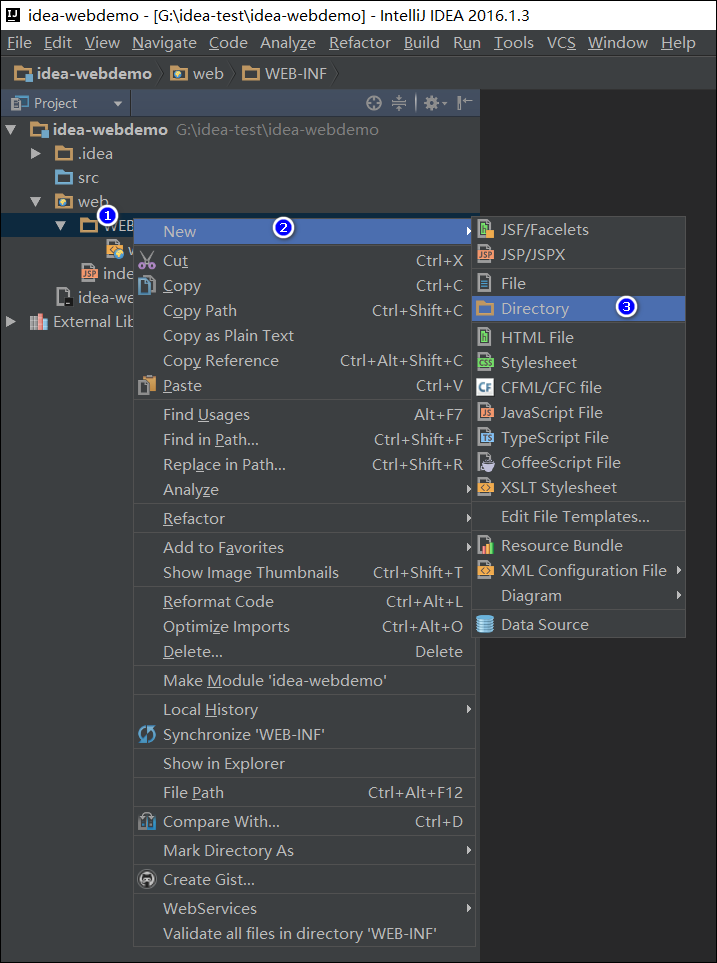 idea-webdemo - [G:\idea-test\idea-webdemo] - IntelliJ IDEA 2016.1.3
File Edit View Navigate Code Analyze Refactor Build Run Tools VCS Window Help
idea-webdemo web WEB-INF
Project
idea-webdemo G:\idea-test\idea-webdemo
.idea
src
web
1
WEB
w
JSP inde
idea-we
External Lib
New 2
Cut Ctrl+X
Copy Ctrl+C
Copy Path Ctrl+Shift+C
Copy as Plain Text
Copy Reference Ctrl+Alt+Shift+C
Paste Ctrl+V
Find Usages Alt+F7
Find in Path... Ctrl+Shift+F
Replace in Path... Ctrl+Shift+R
Analyze
Refactor
Add to Favorites
Show Image Thumbnails Ctrl+Shift+T
Reformat Code Ctrl+Alt+L
Optimize Imports Ctrl+Alt+O
Delete... Delete
Make Module 'idea-webdemo'
Local History
Synchronize 'WEB-INF'
Show in Explorer
File Path Ctrl+Alt+F12
Compare With... Ctrl+D
Mark Directory As
Create Gist...
WebServices
Validate all files in directory 'WEB-INF'
JSF/Facelets
JSP JSP/JSPX
File
Directory 3
HTML File
CSS Stylesheet
CF CFML/CFC file
JS JavaScript File
TS TypeScript File
CoffeeScript File
XSLT Stylesheet
Edit File Templates...
Resource Bundle
XML Configuration File
Diagram
Data Source